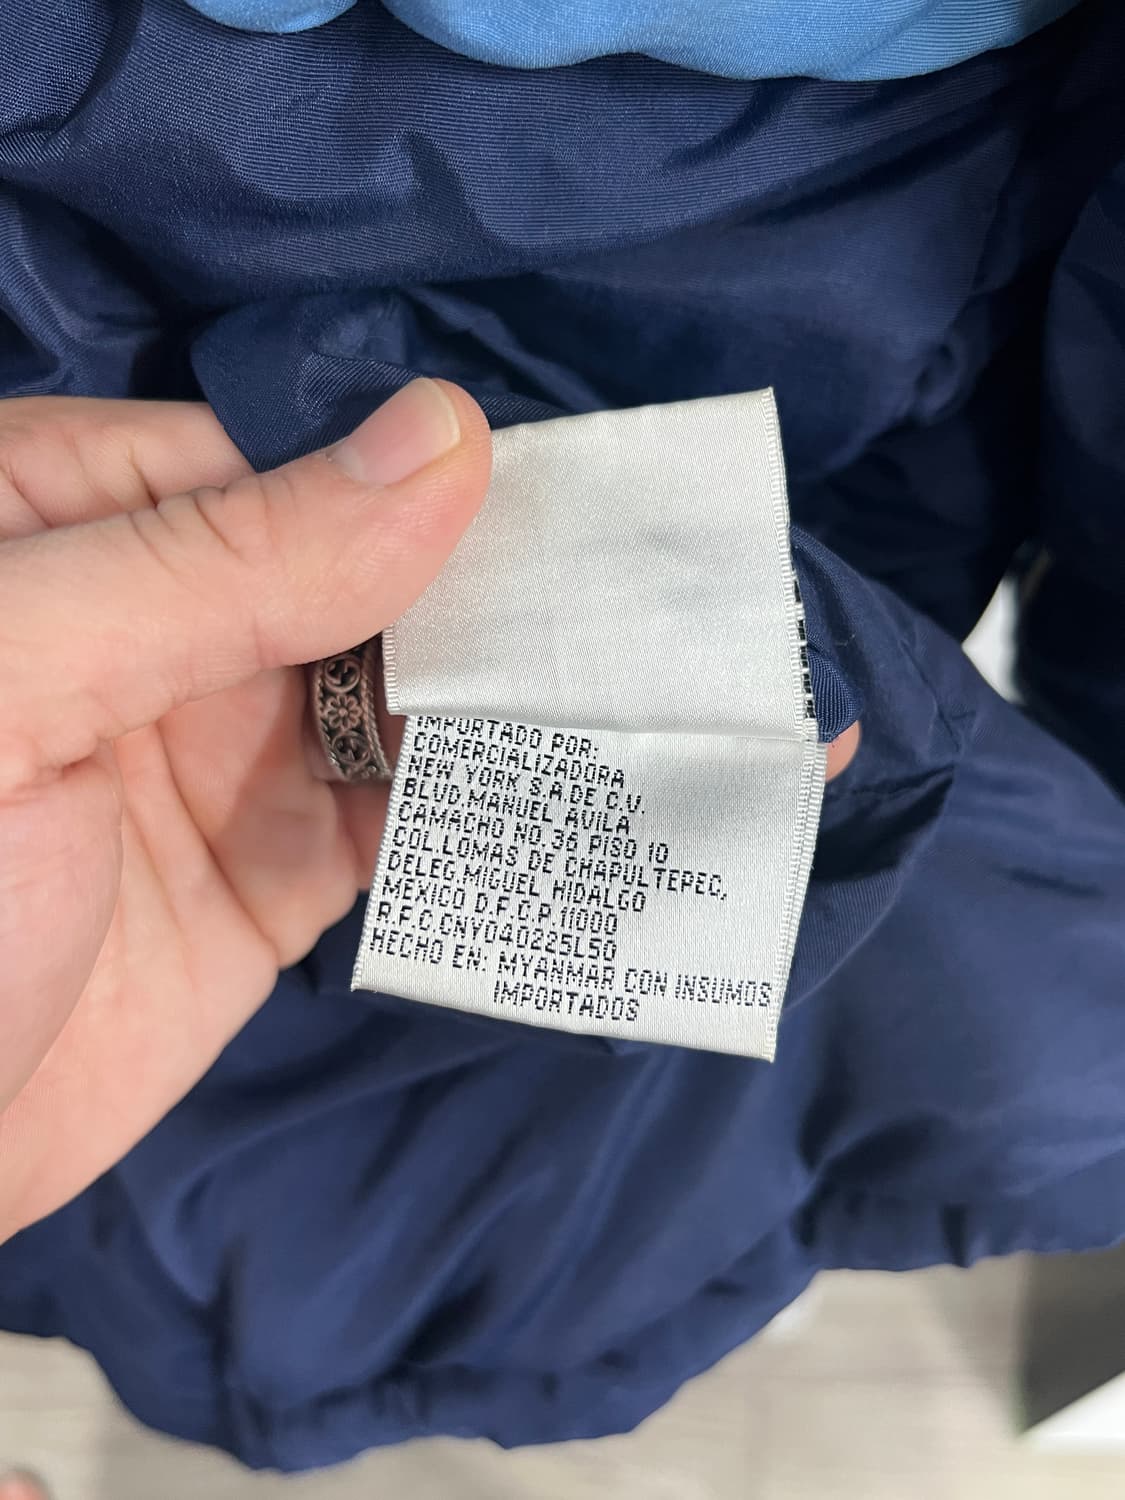 IMPORTADO POR:
COMERCIALIZADORA
NEW YORK S.A.DE C.V.
BLVD.MANUEL AVILA
CAMACHO NO.36 PISO 10
COL.LOMAS DE CHAPULTEPEC,
DELEG.MIGUEL HIDALGO
MEXICO D.F.C.P.11000
R.F.C.CNY040225L50
HECHO EN: MYANMAR CON INSUMOS
IMPORTADOS